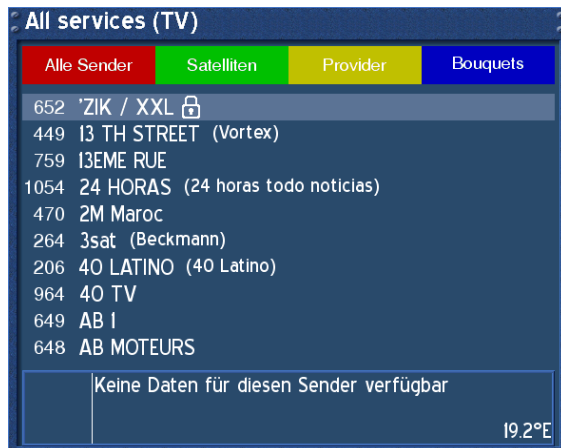 All services (TV)
Alle Sender Satelliten Provider Bouquets
652 'ZIK / XXL
449 13 TH STREET (Vortex)
759 13EME RUE
1054 24 HORAS (24 horas todo noticias)
470 2M Maroc
264 3sat (Beckmann)
206 40 LATINO (40 Latino)
964 40 TV
649 AB 1
648 AB MOTEURS
Keine Daten für diesen Sender verfügbar
19.2°E